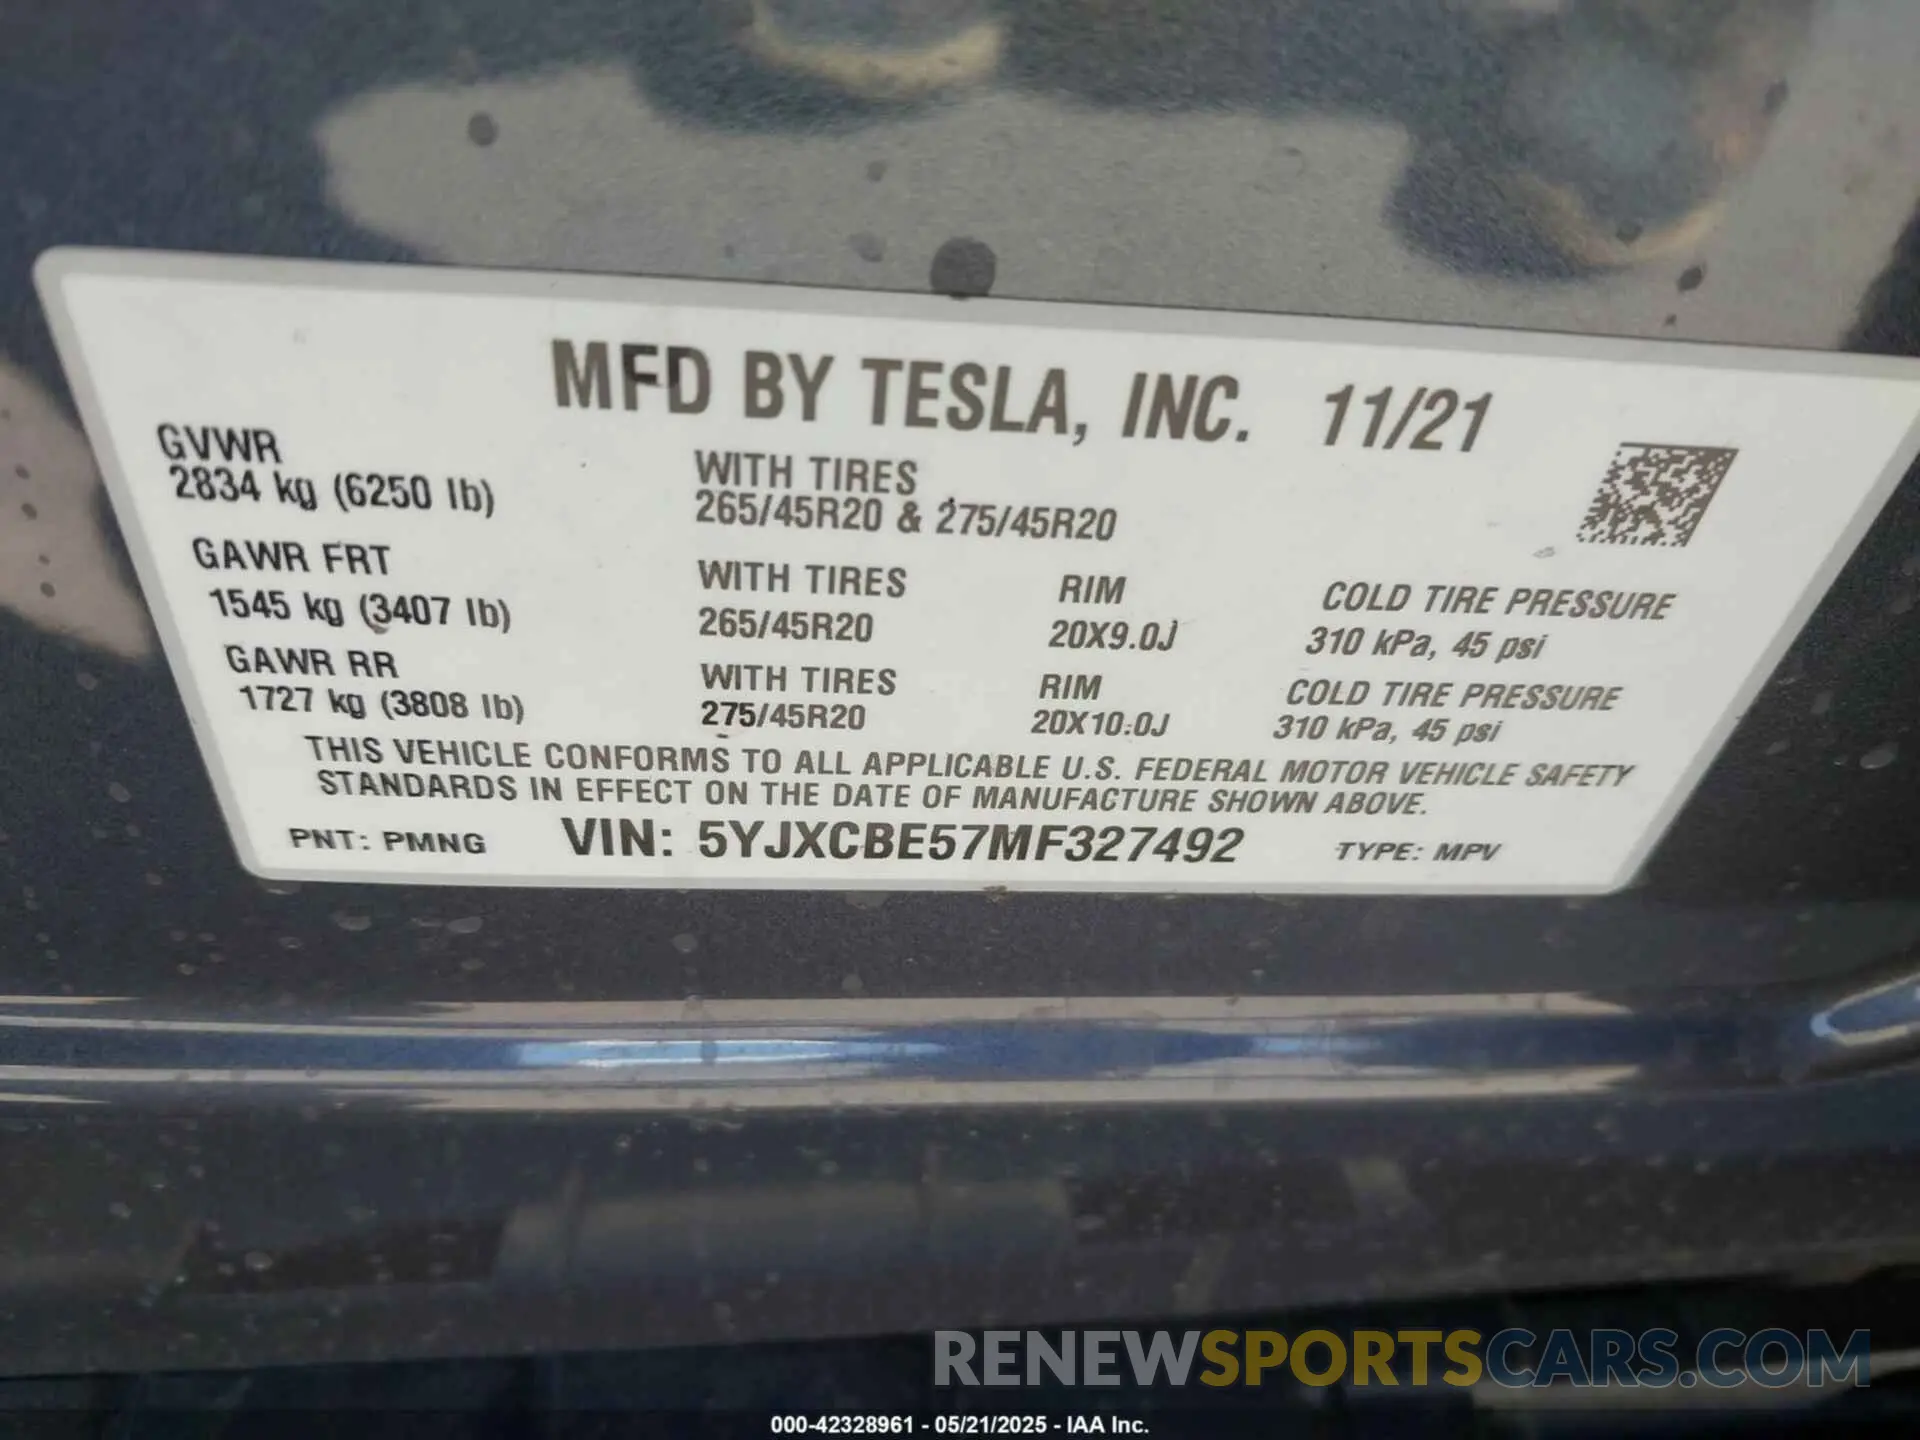 MFD BY TESLA, INC. 11/21
GVWR
2834 kg (6250 lb)
WITH TIRES
265/45R20 & 275/45R20
GAWR FRT
1545 kg (3407 lb)
WITH TIRES
265/45R20
RIM
20X9.0J
COLD TIRE PRESSURE
310 kPa, 45 psi
GAWR RR
1727 kg (3808 lb)
WITH TIRES
275/45R20
RIM
20X10.0J
COLD TIRE PRESSURE
310 kPa, 45 psi
THIS VEHICLE CONFORMS TO ALL APPLICABLE U.S. FEDERAL MOTOR VEHICLE SAFETY
STANDARDS IN EFFECT ON THE DATE OF MANUFACTURE SHOWN ABOVE.
PNT: PMNG VIN: 5YJXCBE57MF327492 TYPE: MPV
RENEWSPORTSCARS.COM
000-42328961 - 05/21/2025 - IAA Inc.